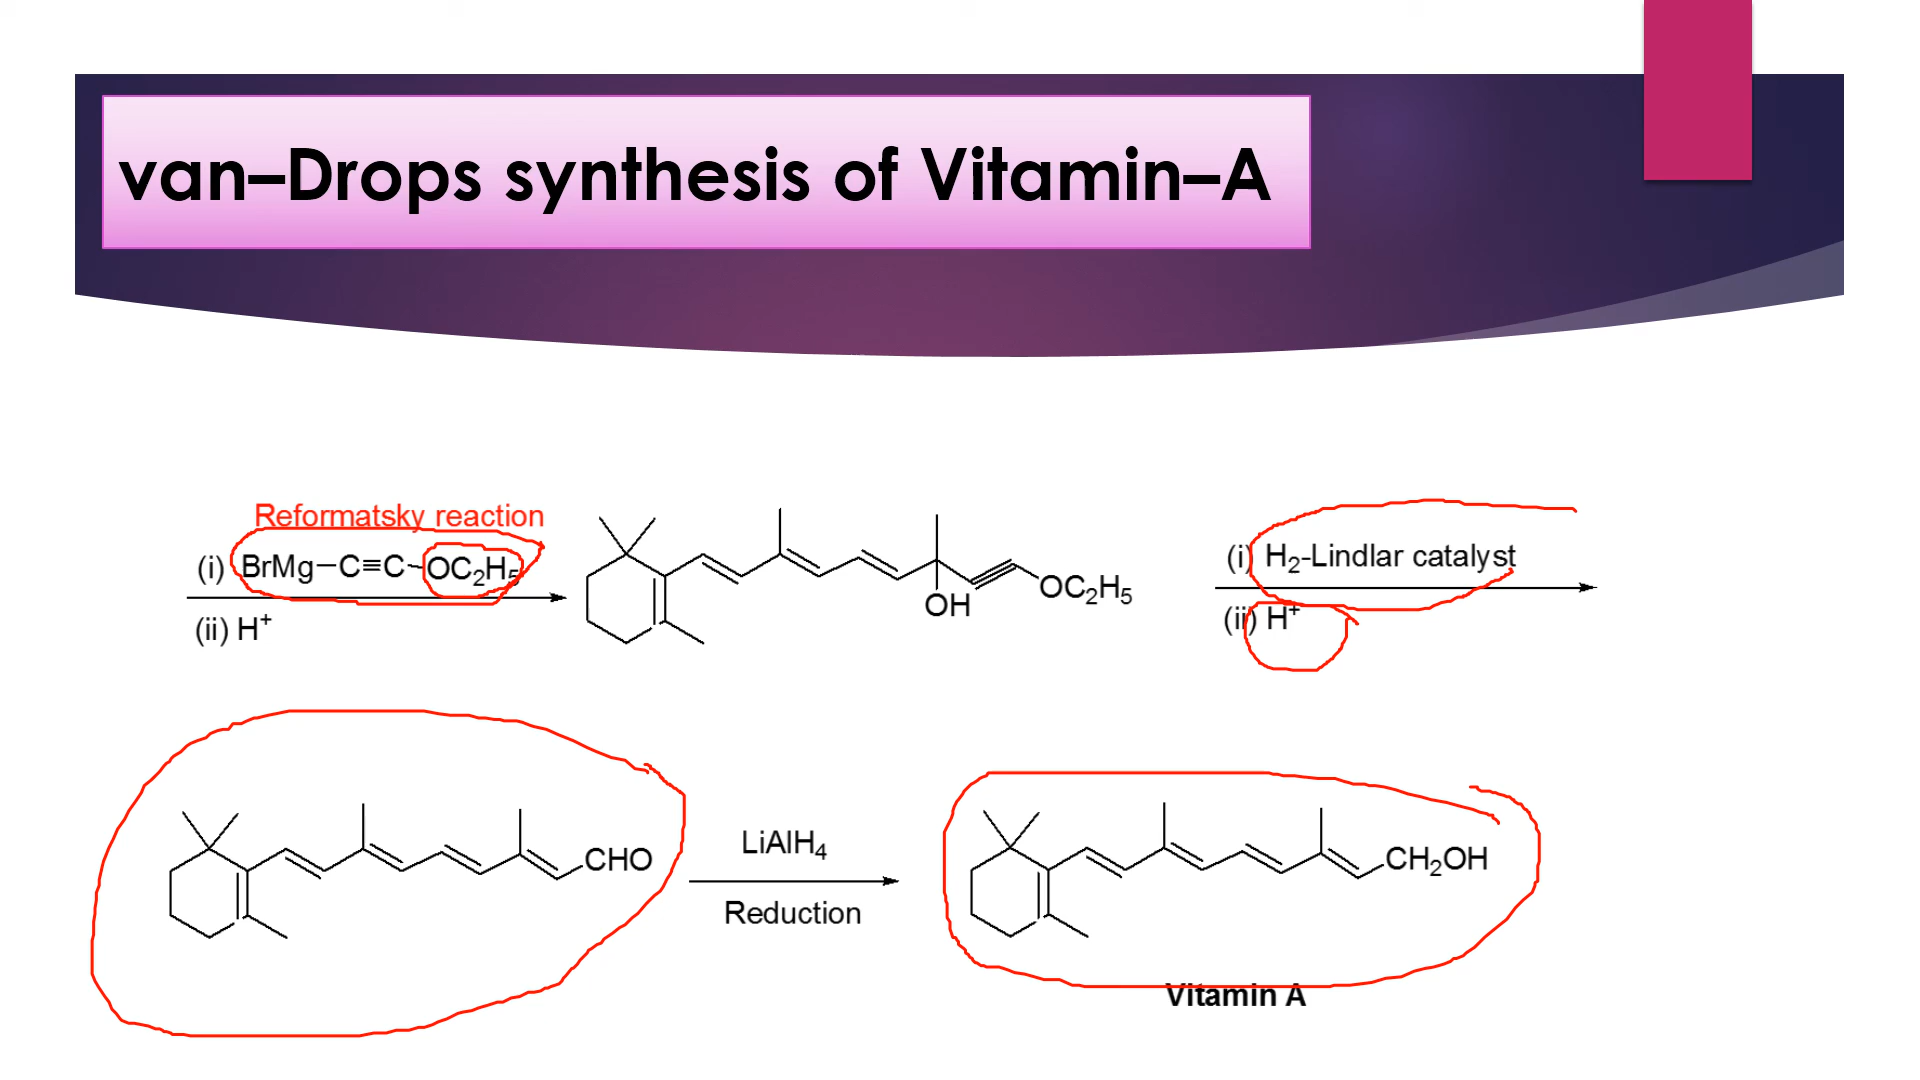 van–Drops synthesis of Vitamin–A
Reformatsky reaction
(i) BrMg–C≡C–OC₂H₅
(ii) H⁺
OH
OC₂H₅
(i) H₂-Lindlar catalyst
(ii) H⁺
CHO
LiAlH₄
Reduction
CH₂OH
Vitamin A